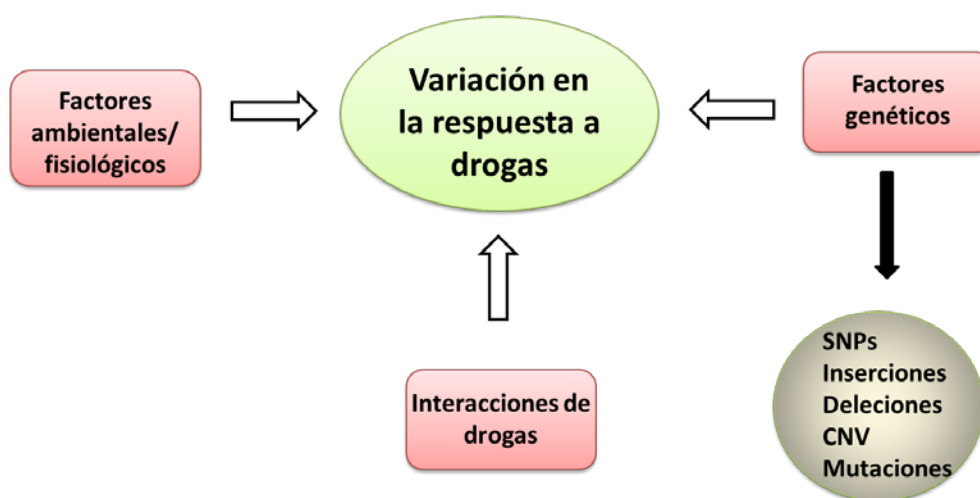 Factores
ambientales/
fisiológicos
Variación en
la respuesta a
drogas
Factores
genéticos
Interacciones de
drogas
SNPs
Inserciones
Deleciones
CNV
Mutaciones